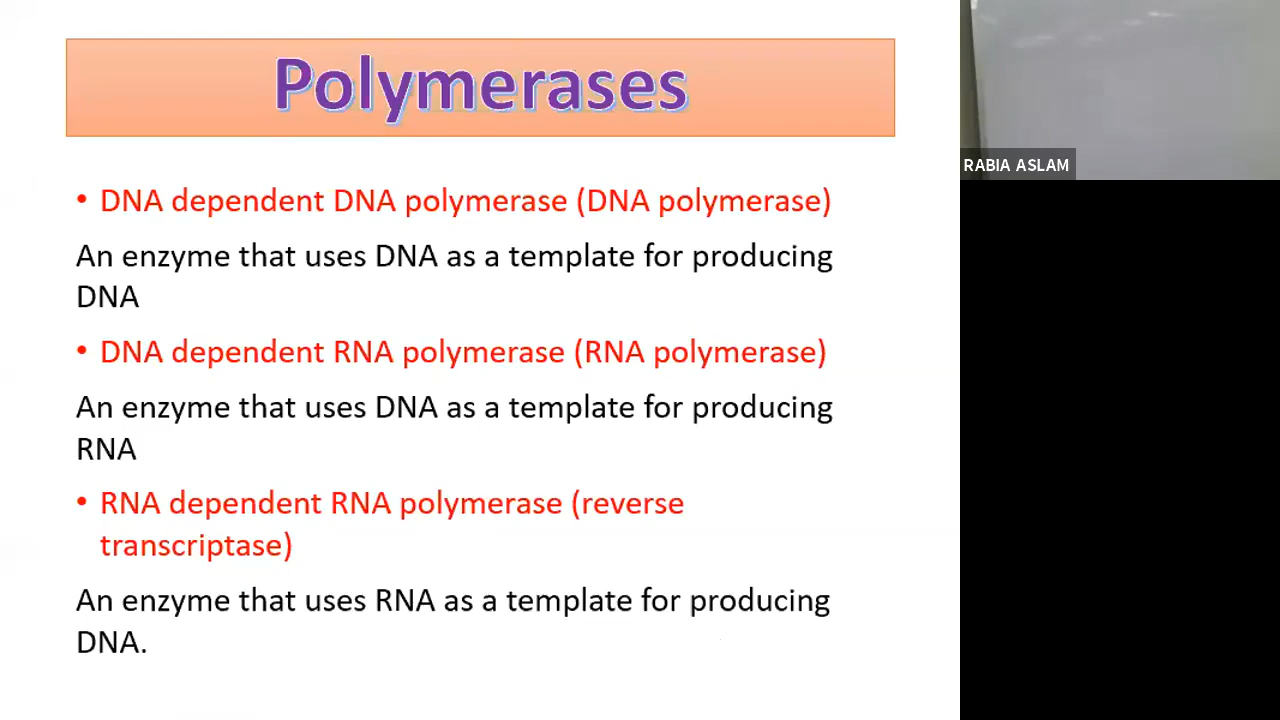 Polymerases
• DNA dependent DNA polymerase (DNA polymerase)
An enzyme that uses DNA as a template for producing
DNA
• DNA dependent RNA polymerase (RNA polymerase)
An enzyme that uses DNA as a template for producing
RNA
• RNA dependent RNA polymerase (reverse
transcriptase)
An enzyme that uses RNA as a template for producing
DNA.
RABIA ASLAM